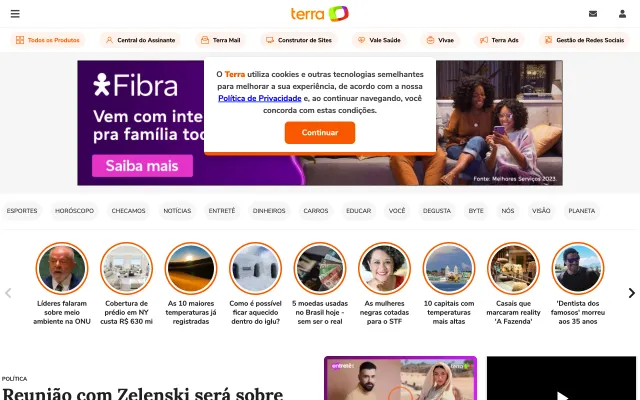 terra
Todos os Produtos
Central do Assinante
Terra Mail
Construtor de Sites
Vale Saúde
Vivae
Terra Ads
Gestão de Redes Sociais
Fibra
Vem com inte
pra família toc
Saiba mais
Fonte: Melhores Serviços 2023.
O Terra utiliza cookies e outras tecnologias semelhantes
para melhorar a sua experiência, de acordo com a nossa
Política de Privacidade e, ao continuar navegando, você
concorda com estas condições.
Continuar
ESPORTES
HORÓSCOPO
CHECAMOS
NOTÍCIAS
ENTRETÊ
DINHEIROS
CARROS
EDUCAR
VOCÊ
DEGUSTA
BYTE
NÓS
VISÃO
PLANETA
Líderes falaram
sobre meio
ambiente na ONU
Cobertura de
prédio em NY
custa R$ 630 mi
As 10 maiores
temperaturas já
registradas
Como é possível
ficar aquecido
dentro do iglu?
5 moedas usadas
no Brasil hoje -
sem ser o real
As mulheres
negras cotadas
para o STF
10 capitais com
temperaturas
mais altas
Casais que
marcaram reality
'A Fazenda'
'Dentista dos
famosos' morreu
aos 35 anos
POLÍTICA
Reunião com Zelenski será sobre
entretê
terra